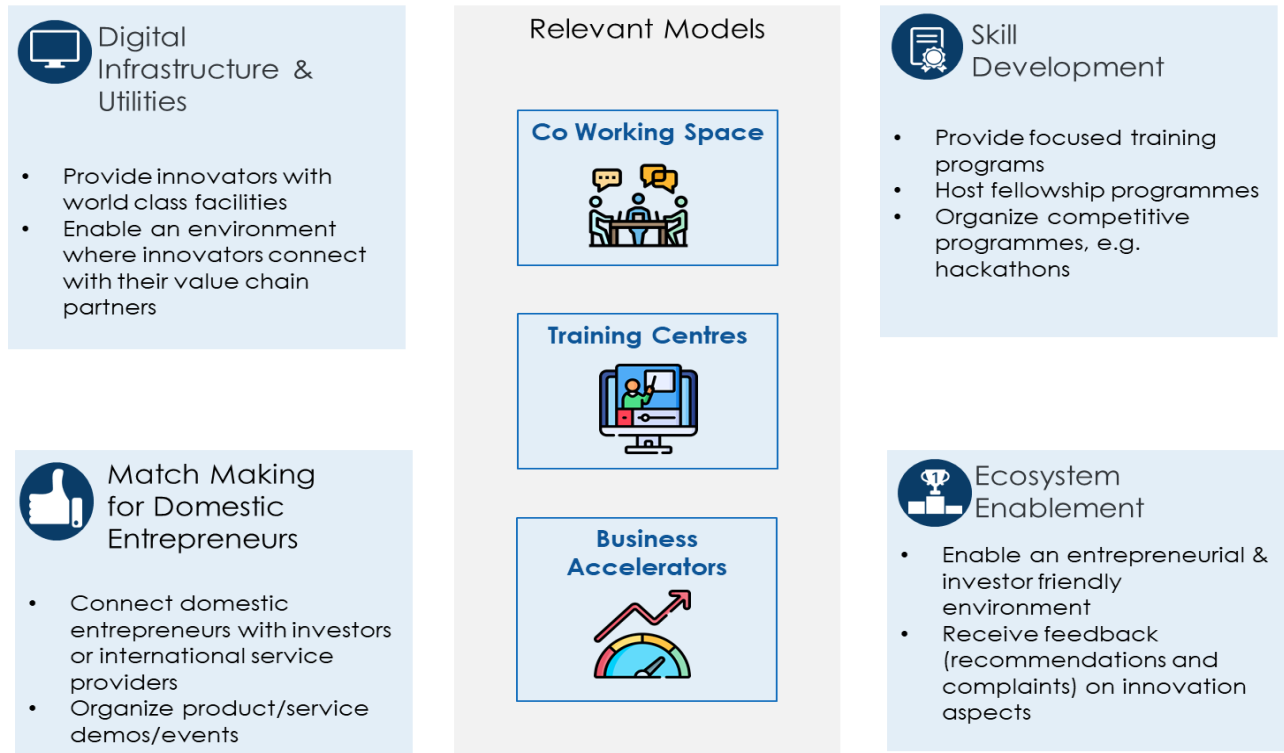 Digital
Infrastructure &
Utilities
• Provide innovators with
world class facilities
• Enable an environment
where innovators connect
with their value chain
partners
Match Making
for Domestic
Entrepreneurs
• Connect domestic
entrepreneurs with investors
or international service
providers
• Organize product/service
demos/events
Relevant Models
Co Working Space
Training Centres
Business
Accelerators
Skill
Development
• Provide focused training
programs
• Host fellowship programmes
• Organize competitive
programmes, e.g.
hackathons
1
Ecosystem
Enablement
• Enable an entrepreneurial &
investor friendly
environment
• Receive feedback
(recommendations and
complaints) on innovation
aspects